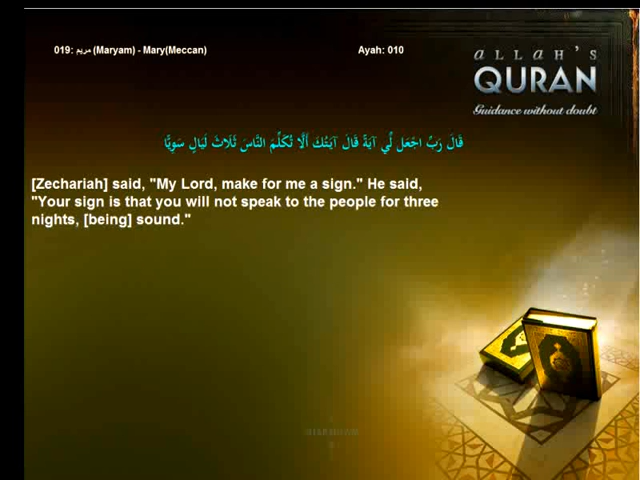 019: مريم (Maryam) - Mary(Meccan)
Ayah: 010
ALLAH'S
QURAN
Guidance without doubt
قَالَ رَبِّ اجْعَل لِّي آيَةً قَالَ آيَتُكَ أَلَّا تُكَلِّمَ النَّاسَ ثَلَاثَ لَيَالٍ سَوِيًّا
[Zechariah] said, "My Lord, make for me a sign." He said,
"Your sign is that you will not speak to the people for three
nights, [being] sound."